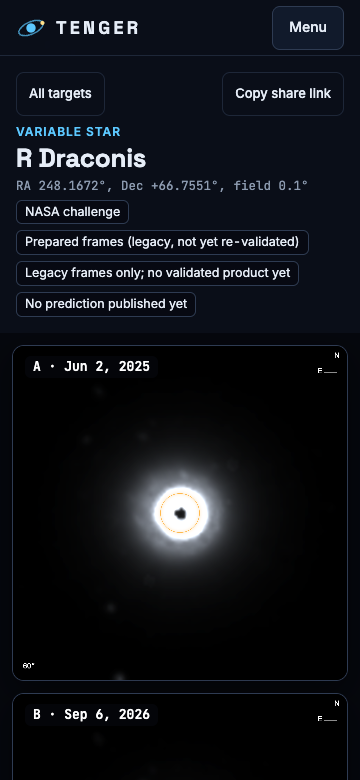 TENGER
Menu
All targets
Copy share link
VARIABLE STAR
R Draconis
RA 248.1672°, Dec +66.7551°, field 0.1°
NASA challenge
Prepared frames (legacy, not yet re-validated)
Legacy frames only; no validated product yet
No prediction published yet
A · Jun 2, 2025
N
E
60"
B · Sep 6, 2026
N
E